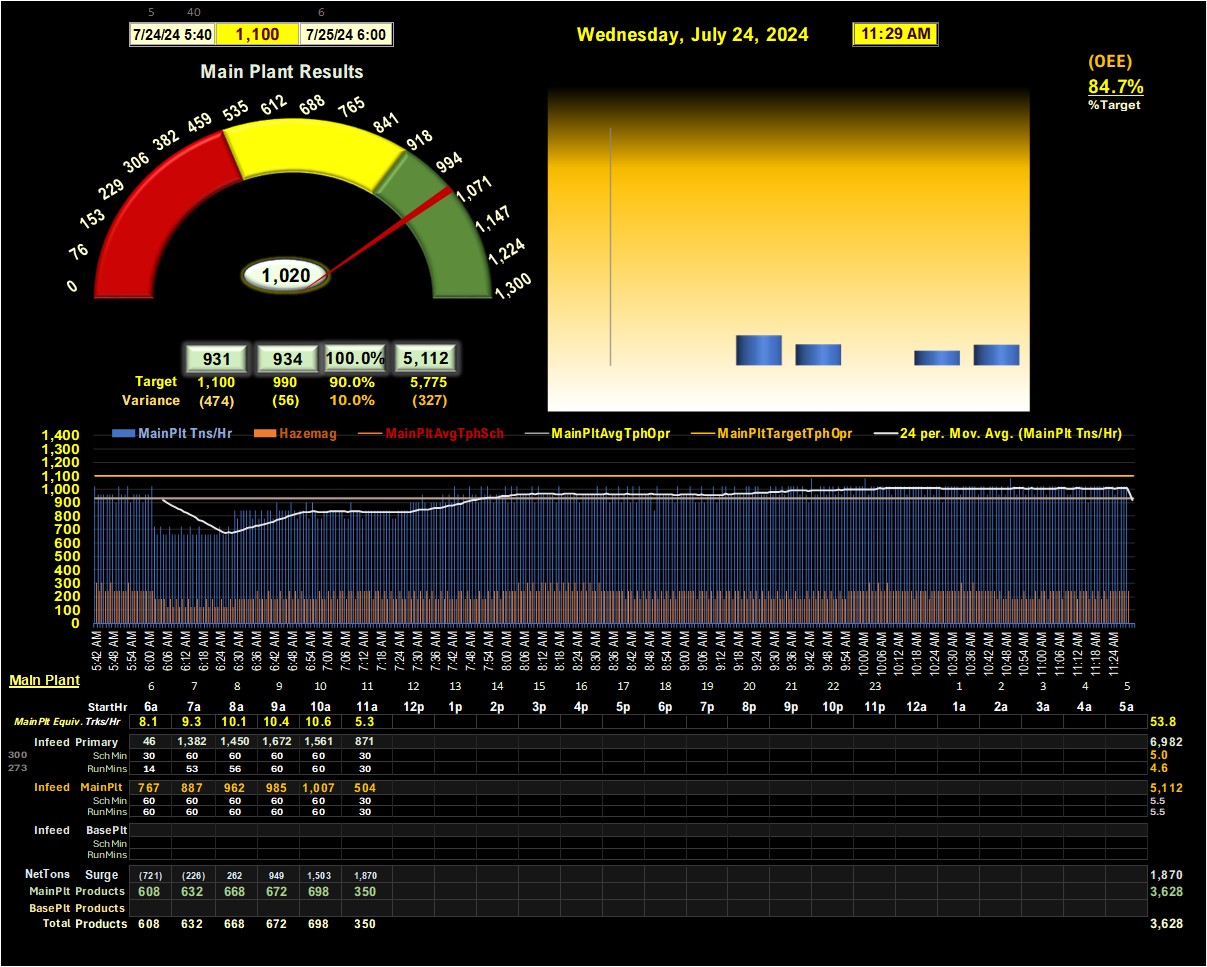 5 40 6
7/24/24 5:40 1,100 7/25/24 6:00
Wednesday, July 24, 2024 11:29 AM
(OEE)
84.7%
%Target
Main Plant Results
0 76 153 229 306 382 459 535 612 688 765 841 918 994 1,071 1,147 1,224 1,300
1,020
931 934 100.0% 5,112
Target 1,100 990 90.0% 5,775
Variance (474) (56) 10.0% (327)
MainPlt Tns/Hr Hazemag MainPltAvgTphSch MainPltAvgTphOpr MainPltTargetTphOpr 24 per. Mov. Avg. (MainPlt Tns/Hr)
1,400
1,300
1,200
1,100
1,000
900
800
700
600
500
400
300
200
100
0
5:42 AM 5:48 AM 5:54 AM 6:00 AM 6:06 AM 6:12 AM 6:18 AM 6:24 AM 6:30 AM 6:36 AM 6:42 AM 6:48 AM 6:54 AM 7:00 AM 7:06 AM 7:12 AM 7:18 AM 7:24 AM 7:30 AM 7:36 AM 7:42 AM 7:48 AM 7:54 AM 8:00 AM 8:06 AM 8:12 AM 8:18 AM 8:24 AM 8:30 AM 8:36 AM 8:42 AM 8:48 AM 8:54 AM 9:00 AM 9:06 AM 9:12 AM 9:18 AM 9:24 AM 9:30 AM 9:36 AM 9:42 AM 9:48 AM 9:54 AM 10:00 AM 10:06 AM 10:12 AM 10:18 AM 10:24 AM 10:30 AM 10:36 AM 10:42 AM 10:48 AM 10:54 AM 11:00 AM 11:06 AM 11:12 AM 11:18 AM 11:24 AM
Main Plant
6 7 8 9 10 11 12 13 14 15 16 17 18 19 20 21 22 23 1 2 3 4 5
StartHr 6a 7a 8a 9a 10a 11a 12p 1p 2p 3p 4p 5p 6p 7p 8p 9p 10p 11p 12a 1a 2a 3a 4a 5a
MainPlt Equiv. Trks/Hr 8.1 9.3 10.1 10.4 10.6 5.3 53.8
Infeed Primary 46 1,382 1,450 1,672 1,561 871 6,982
300 Sch Min 30 60 60 60 60 30 5.0
273 RunMins 14 53 56 60 60 30 4.6
Infeed MainPlt 767 887 962 985 1,007 504 5,112
Sch Min 60 60 60 60 60 30 5.5
RunMins 60 60 60 60 60 30 5.5
Infeed BasePlt
Sch Min
RunMins
NetTons Surge (721) (226) 262 949 1,503 1,870 1,870
MainPlt Products 608 632 668 672 698 350 3,628
BasePlt Products
Total Products 608 632 668 672 698 350 3,628